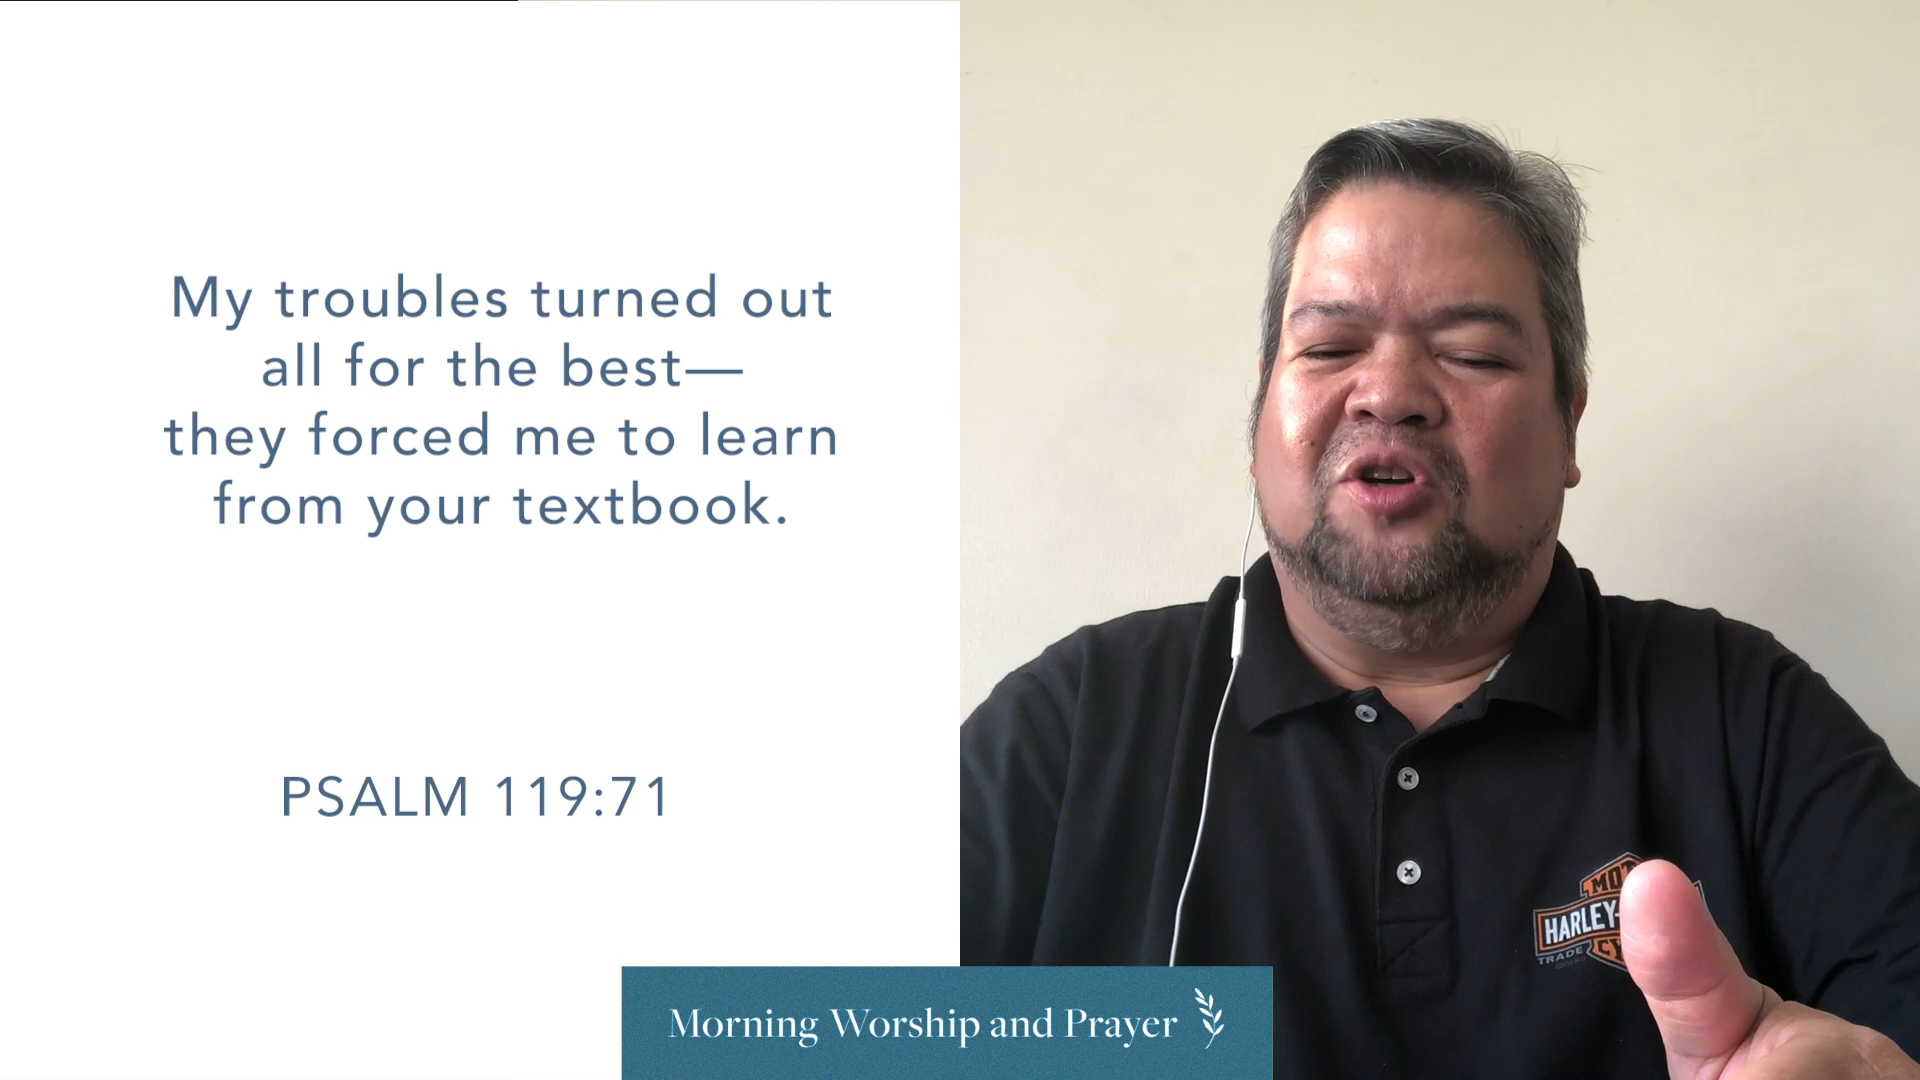 My troubles turned out
all for the best—
they forced me to learn
from your textbook.
PSALM 119:71
HARLEY-
TRADE
Morning Worship and Prayer